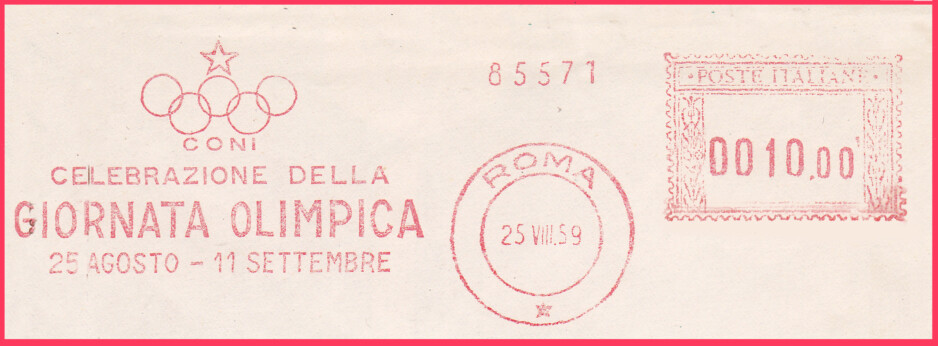 CONI
CELEBRAZIONE DELLA
GIORNATA OLIMPICA
25 AGOSTO - 11 SETTEMBRE
85571
ROMA
25 VIII.59
POSTE ITALIANE
0010,00